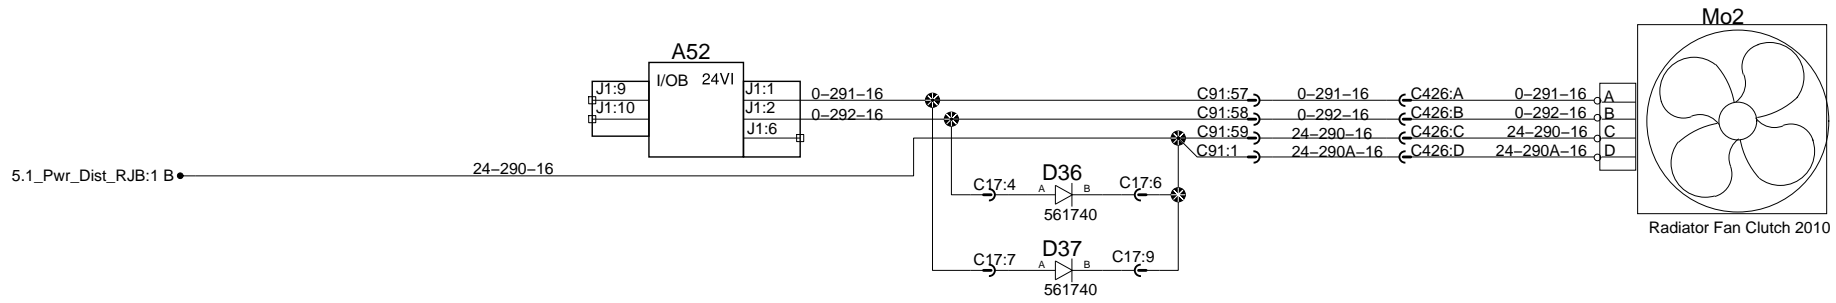 Mo2
A52
I/OB 24VI
J1:9 J1:1 0-291-16 C91:57 0-291-16 C426:A 0-291-16 A
J1:10 J1:2 0-292-16 C91:58 0-292-16 C426:B 0-292-16 B
J1:6 C91:59 24-290-16 C426:C 24-290-16 C
C91:1 24-290A-16 C426:D 24-290A-16 D
5.1_Pwr_Dist_RJB:1 B 24-290-16
D36
C17:4 A B C17:6
561740
Radiator Fan Clutch 2010
D37
C17:7 A B C17:9
561740